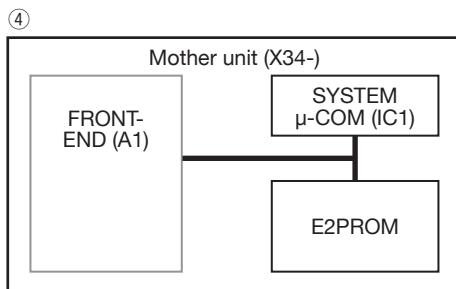 ④
Mother unit (X34-)
FRONT-
END (A1)
SYSTEM
µ-COM (IC1)
E2PROM